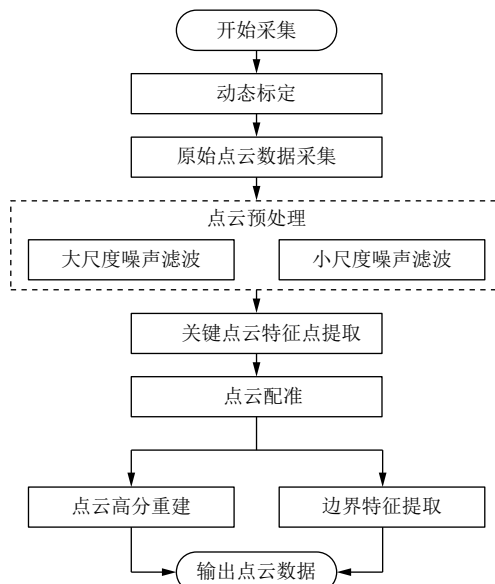 开始采集
动态标定
原始点云数据采集
点云预处理
大尺度噪声滤波
小尺度噪声滤波
关键点云特征点提取
点云配准
点云高分重建
边界特征提取
输出点云数据